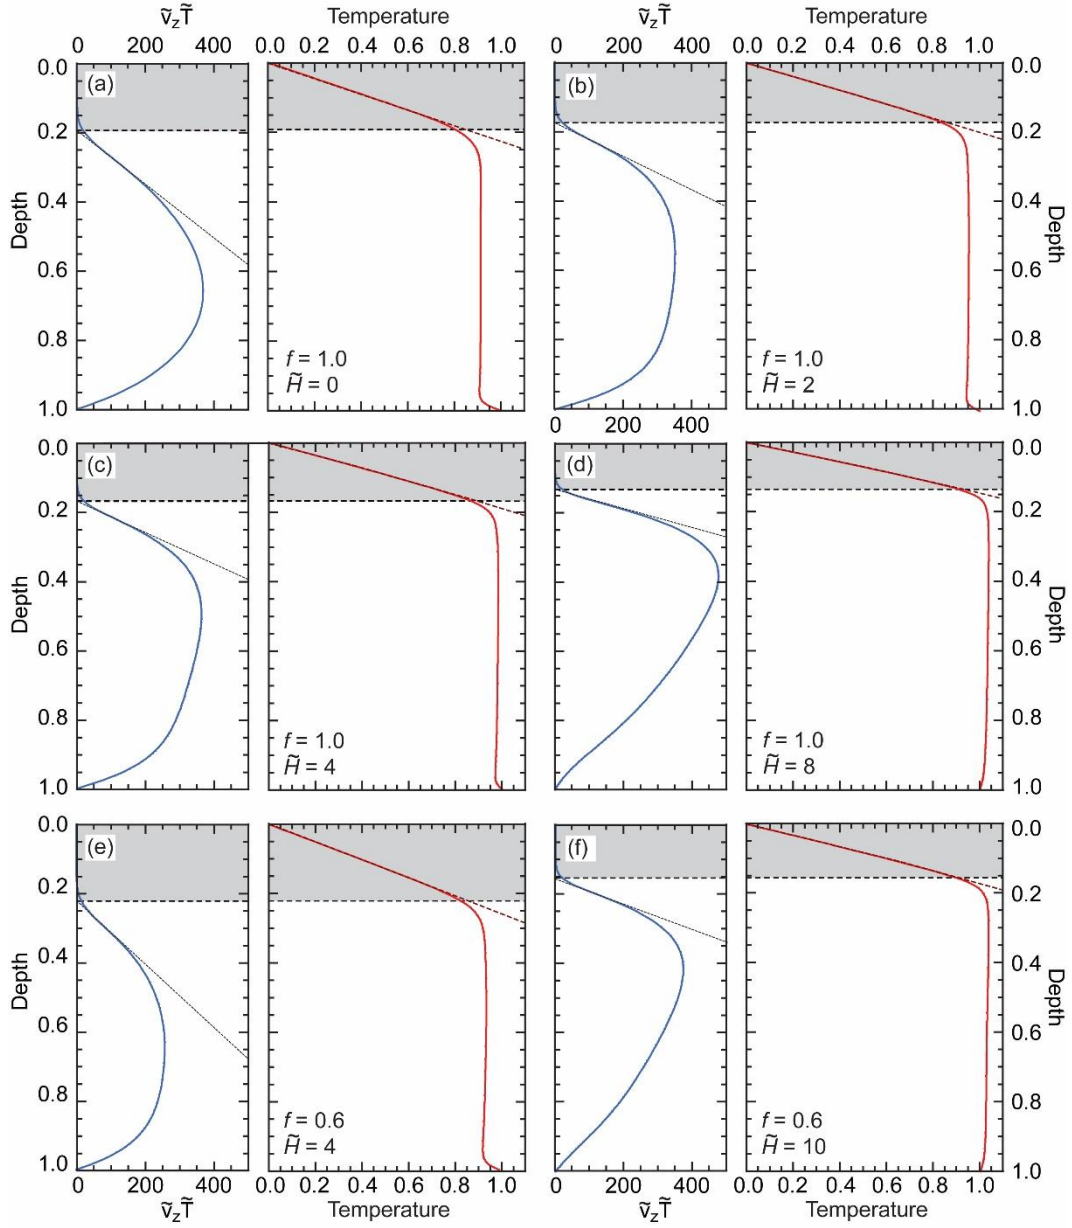 ṽzT̃ Temperature ṽzT̃ Temperature
0 200 400 0.0 0.2 0.4 0.6 0.8 1.0 0 200 400 0.0 0.2 0.4 0.6 0.8 1.0
0.0 (a) (b) 0.0
0.2 0.2
0.4 0.4
Depth Depth
0.6 0.6
0.8 0.8
f = 1.0 f = 1.0
H̃ = 0 H̃ = 2
1.0 1.0
0 200 400
0.0 (c) (d) 0.0
0.2 0.2
0.4 0.4
Depth Depth
0.6 0.6
0.8 0.8
f = 1.0 f = 1.0
H̃ = 4 H̃ = 8
1.0 1.0
0.0 (e) (f) 0.0
0.2 0.2
0.4 0.4
Depth Depth
0.6 0.6
0.8 0.8
f = 0.6 f = 0.6
H̃ = 4 H̃ = 10
1.0 1.0
0 200 400 0.0 0.2 0.4 0.6 0.8 1.0 0 200 400 0.0 0.2 0.4 0.6 0.8 1.0
ṽzT̃ Temperature ṽzT̃ Temperature